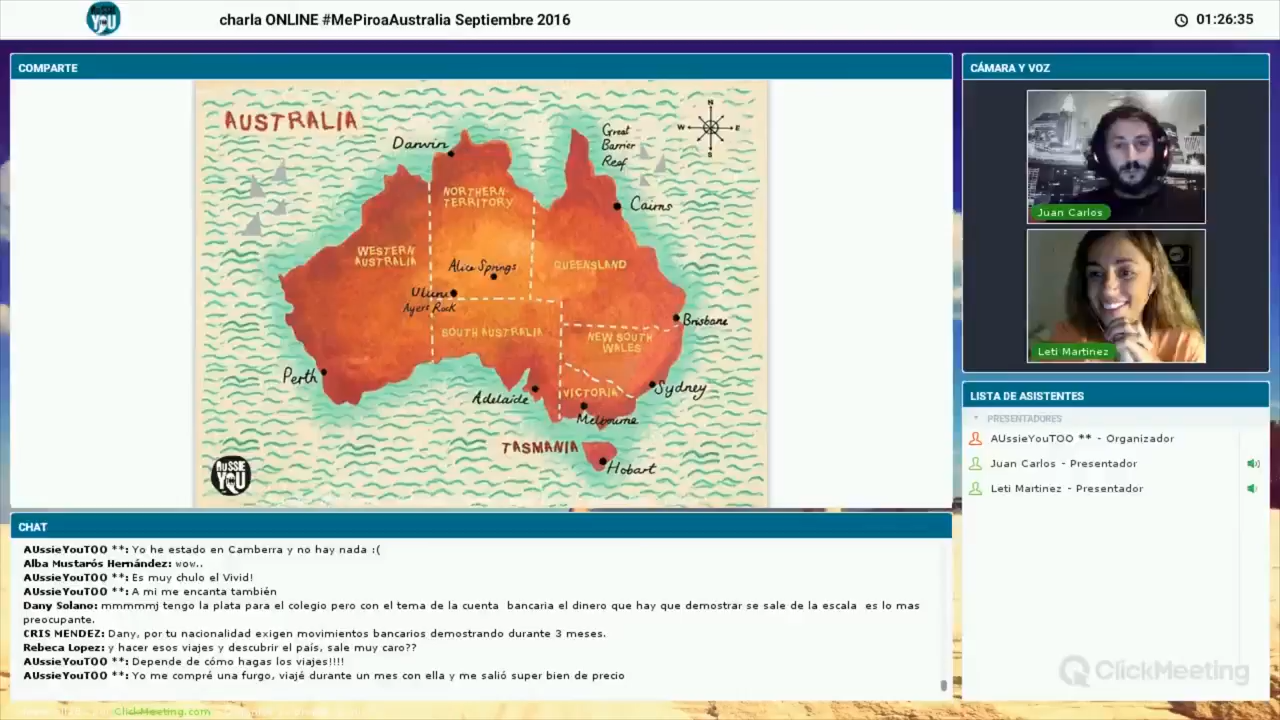 AUSSIE YOU TOO
charla ONLINE #MePiroaAustralia Septiembre 2016
01:26:35
COMPARTE
AUSTRALIA
N
W E
S
Great
Barrier
Reef
Darwin
NORTHERN
TERRITORY
Cairns
WESTERN
AUSTRALIA
Alice Springs
QUEENSLAND
Uluru
Ayers Rock
SOUTH AUSTRALIA
Brisbane
NEW SOUTH
WALES
Perth
Adelaide
VICTORIA
Sydney
Melbourne
TASMANIA
Hobart
AUSSIE YOU TOO
CÁMARA Y VOZ
Juan Carlos
Leti Martinez
LISTA DE ASISTENTES
PRESENTADORES
AUssieYouTOO ** - Organizador
Juan Carlos - Presentador
Leti Martinez - Presentador
CHAT
AUssieYouTOO **: Yo he estado en Camberra y no hay nada :(
Alba Mustarós Hernández: wow..
AUssieYouTOO **: Es muy chulo el Vivid!
AUssieYouTOO **: A mi me encanta también
Dany Solano: mmmmmj tengo la plata para el colegio pero con el tema de la cuenta bancaria el dinero que hay que demostrar se sale de la escala es lo mas
preocupante.
CRIS MENDEZ: Dany, por tu nacionalidad exigen movimientos bancarios demostrando durante 3 meses.
Rebeca Lopez: y hacer esos viajes y descubrir el país, sale muy caro??
AUssieYouTOO **: Depende de cómo hagas los viajes!!!!
AUssieYouTOO **: Yo me compré una furgo, viajé durante un mes con ella y me salió super bien de precio
ClickMeeting
ClickMeeting.com